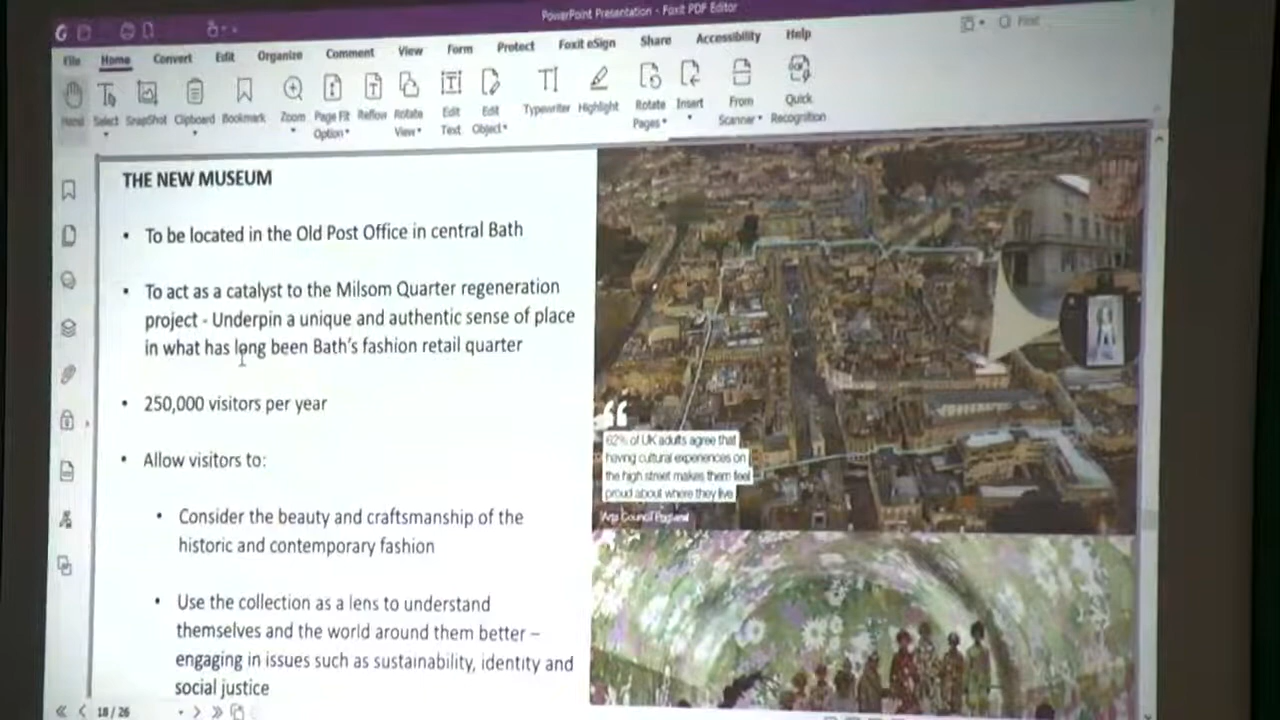 PowerPoint Presentation - Foxit PDF Editor
Find
File Home Convert Edit Organize Comment View Form Protect Foxit eSign Share Accessibility Help
Hand Select SnapShot Clipboard Bookmark Zoom Page Fit Option Reflow Rotate View Edit Text Edit Object Typewriter Highlight Rotate Pages Insert From Scanner Quick Recognition
THE NEW MUSEUM
• To be located in the Old Post Office in central Bath
• To act as a catalyst to the Milsom Quarter regeneration
project - Underpin a unique and authentic sense of place
in what has long been Bath's fashion retail quarter
• 250,000 visitors per year
• Allow visitors to:
• Consider the beauty and craftsmanship of the
historic and contemporary fashion
• Use the collection as a lens to understand
themselves and the world around them better –
engaging in issues such as sustainability, identity and
social justice
“
62% of UK adults agree that
having cultural experiences on
the high street makes them feel
proud about where they live
Arts Council England
18 / 26